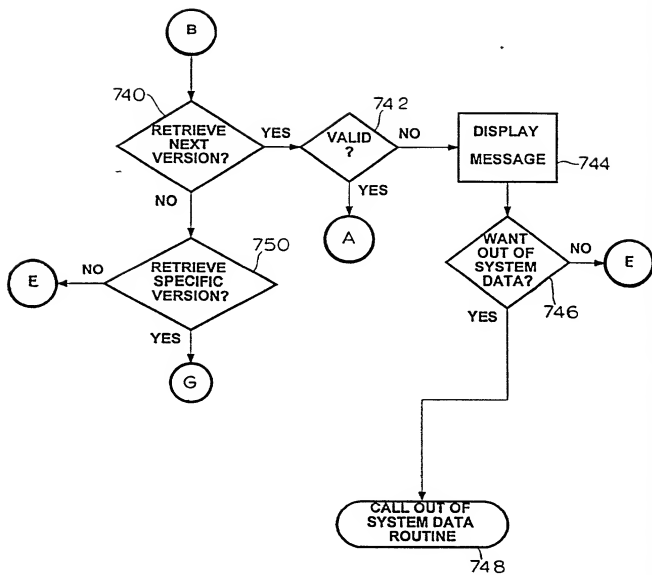 B
740
RETRIEVE
NEXT
VERSION?
YES
NO
742
VALID
?
NO
YES
A
DISPLAY
MESSAGE
744
WANT
OUT OF
SYSTEM
DATA?
NO
E
746
YES
750
RETRIEVE
SPECIFIC
VERSION?
NO
E
YES
G
CALL OUT OF
SYSTEM DATA
ROUTINE
748